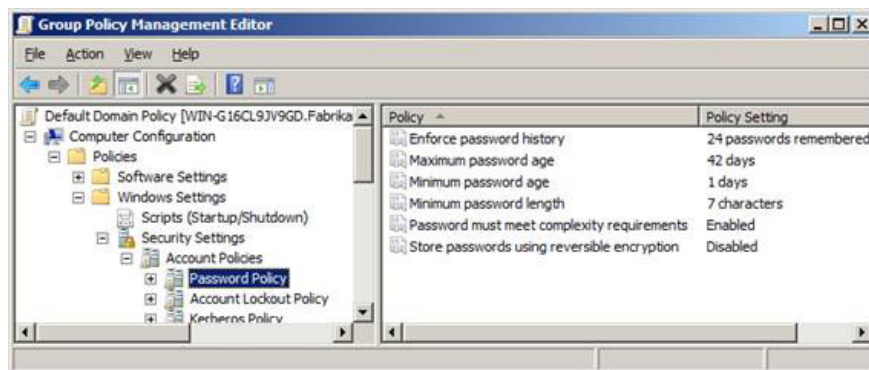 Group Policy Management Editor
File Action View Help
Default Domain Policy [WIN-G16CL9JV9GD.Fabrika
Computer Configuration
Policies
Software Settings
Windows Settings
Scripts (Startup/Shutdown)
Security Settings
Account Policies
Password Policy
Account Lockout Policy
Kerberos Policy
Policy Policy Setting
Enforce password history 24 passwords remembered
Maximum password age 42 days
Minimum password age 1 days
Minimum password length 7 characters
Password must meet complexity requirements Enabled
Store passwords using reversible encryption Disabled